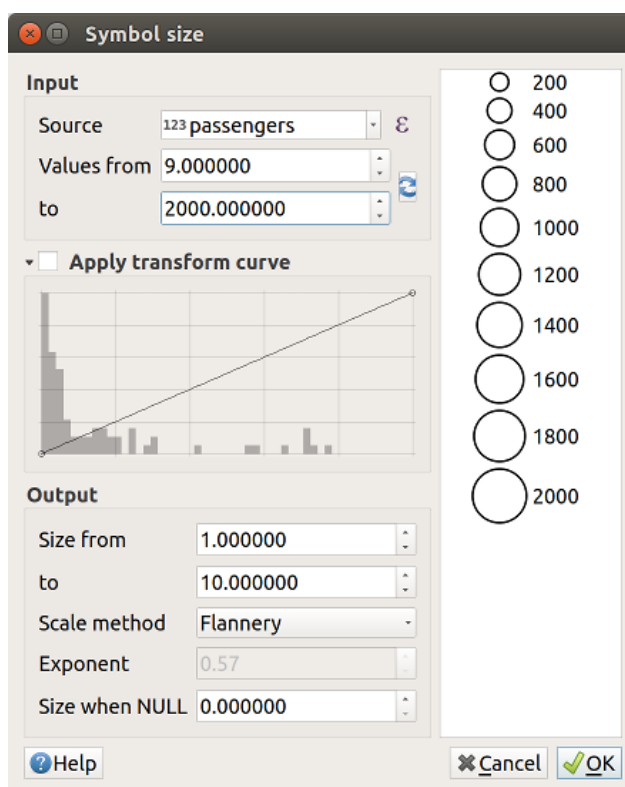 Symbol size
Input
Source 123 passengers ε
Values from 9.000000
to 2000.000000
Apply transform curve
Output
Size from 1.000000
to 10.000000
Scale method Flannery
Exponent 0.57
Size when NULL 0.000000
200
400
600
800
1000
1200
1400
1600
1800
2000
Help Cancel OK